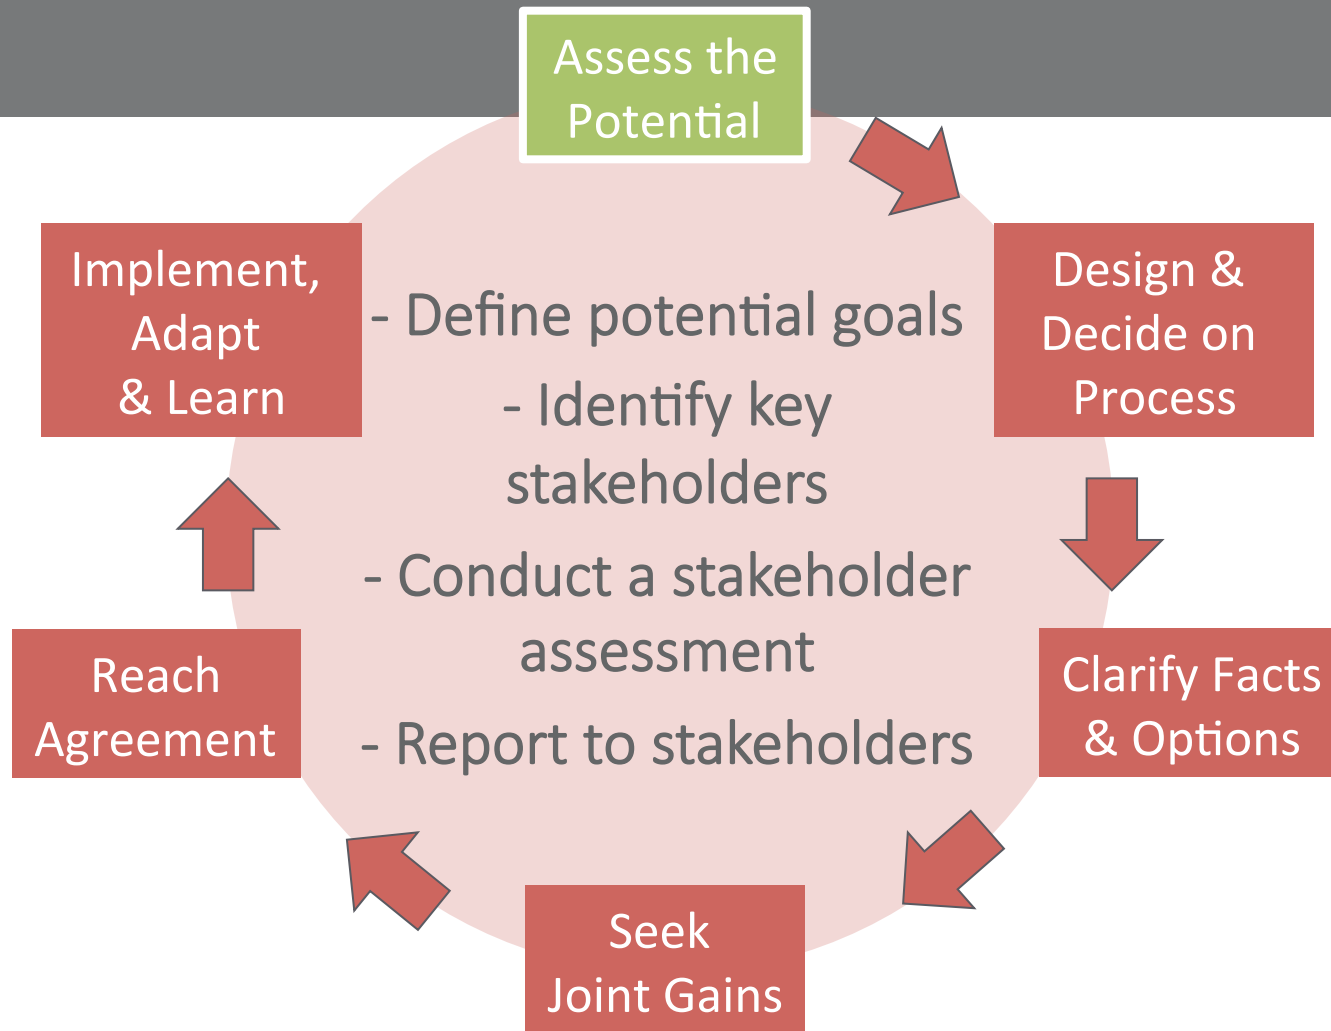 Assess the
Potential
Design &
Decide on
Process
Clarify Facts
& Options
Seek
Joint Gains
Reach
Agreement
Implement,
Adapt
& Learn
- Define potential goals
- Identify key
stakeholders
- Conduct a stakeholder
assessment
- Report to stakeholders